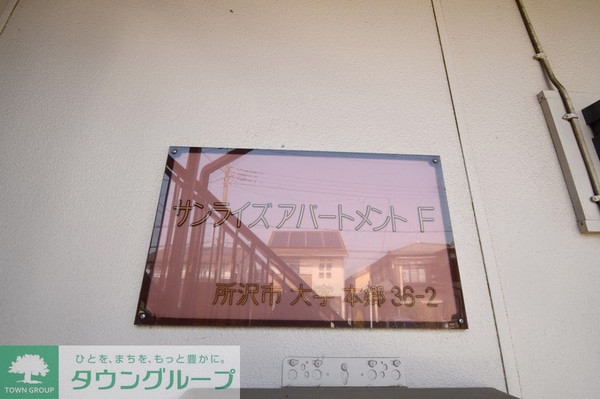 サンライズアパートメント F
所沢市 大字 本郷 36-2
ひとを、まちを、もっと豊かに。
タウングループ
TOWN GROUP